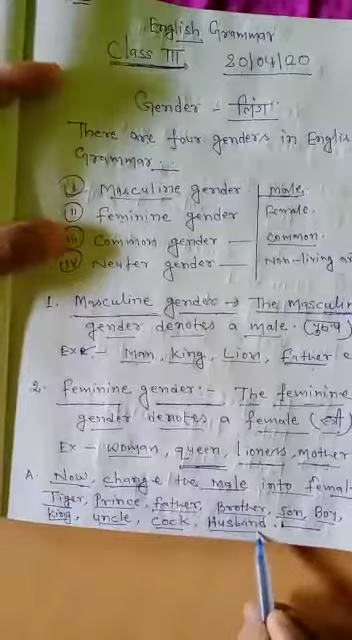 English Grammar
Class III 30/04/20
Gender - लिंग
There are four genders in Englis
Grammar
(i) Masculine gender male.
(ii) Feminine gender Female.
(iii) Common gender — common.
(iv) Neuter gender — Non-living
1. Masculine gender → The masculin
gender denotes a male. (पुरुष)
Ex:- Man, King, Lion, Father
2. Feminine gender:- The feminine
gender denotes a female (स्त्री)
Ex - Woman, queen, lioness, mother
A. Now, change the male into femal
Tiger, Prince, father, Brother, son, Boy,
King, uncle, cock, Husband.